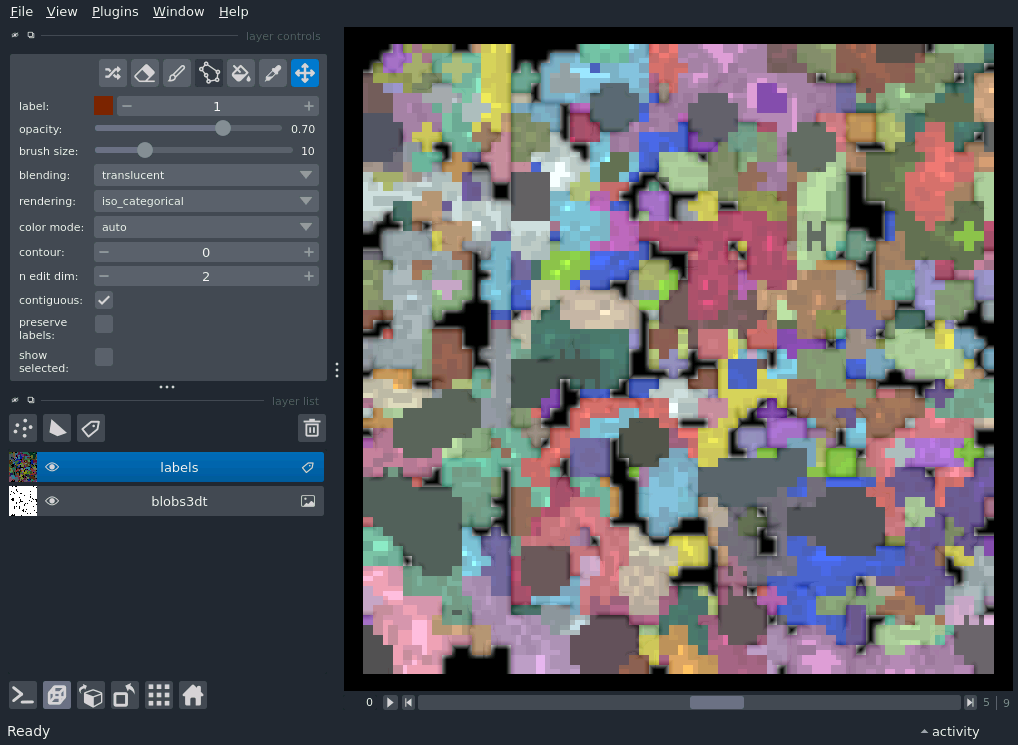 File View Plugins Window Help
layer controls
label: 1
opacity: 0.70
brush size: 10
blending: translucent
rendering: iso_categorical
color mode: auto
contour: 0
n edit dim: 2
contiguous:
preserve
labels:
show
selected:
layer list
labels
blobs3dt
0 5 | 9
Ready activity